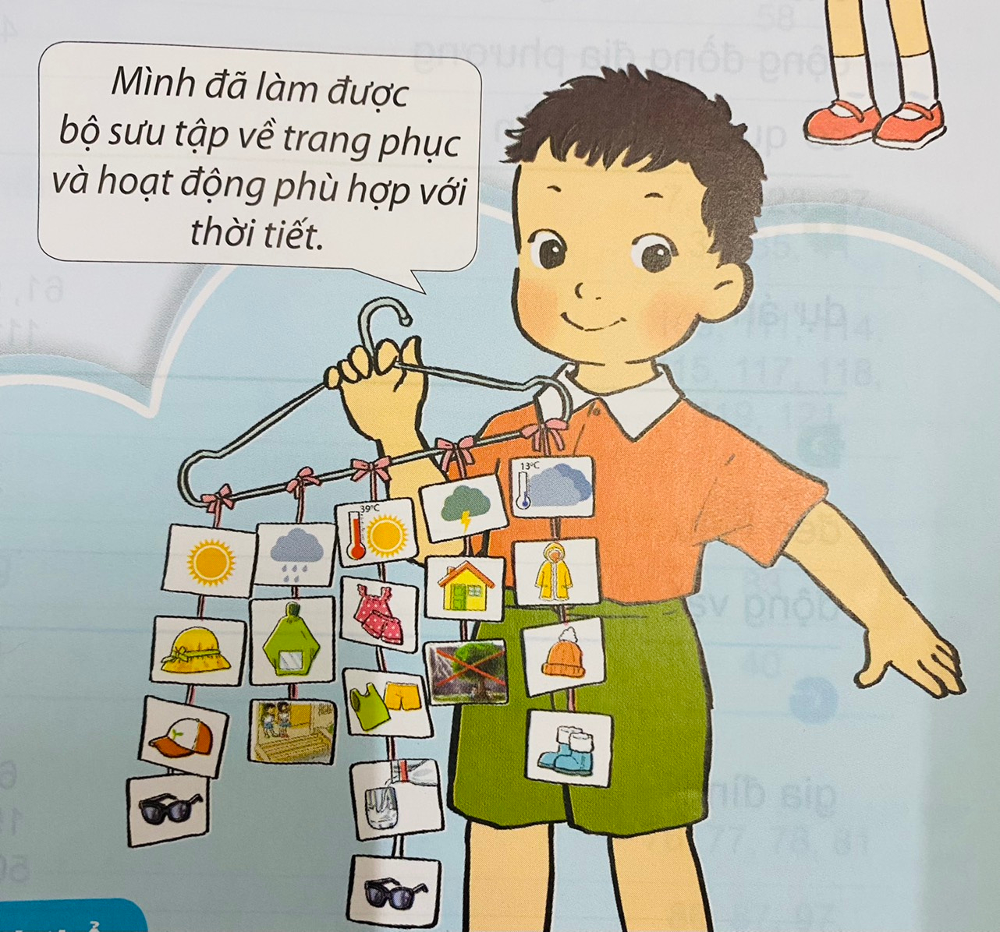 Mình đã làm được
bộ sưu tập về trang phục
và hoạt động phù hợp với
thời tiết.
13°C
39°C